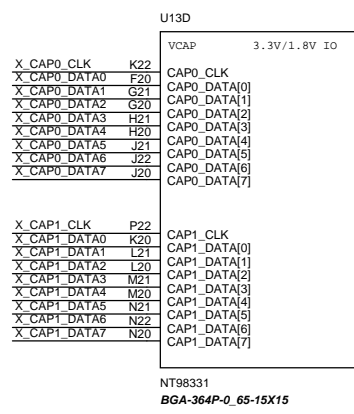 U13D
VCAP 3.3V/1.8V IO
X_CAP0_CLK K22 CAP0_CLK
X_CAP0_DATA0 F20 CAP0_DATA[0]
X_CAP0_DATA1 G21 CAP0_DATA[1]
X_CAP0_DATA2 G20 CAP0_DATA[2]
X_CAP0_DATA3 H21 CAP0_DATA[3]
X_CAP0_DATA4 H20 CAP0_DATA[4]
X_CAP0_DATA5 J21 CAP0_DATA[5]
X_CAP0_DATA6 J22 CAP0_DATA[6]
X_CAP0_DATA7 J20 CAP0_DATA[7]
X_CAP1_CLK P22 CAP1_CLK
X_CAP1_DATA0 K20 CAP1_DATA[0]
X_CAP1_DATA1 L21 CAP1_DATA[1]
X_CAP1_DATA2 L20 CAP1_DATA[2]
X_CAP1_DATA3 M21 CAP1_DATA[3]
X_CAP1_DATA4 M20 CAP1_DATA[4]
X_CAP1_DATA5 N21 CAP1_DATA[5]
X_CAP1_DATA6 N22 CAP1_DATA[6]
X_CAP1_DATA7 N20 CAP1_DATA[7]
NT98331
BGA-364P-0_65-15X15